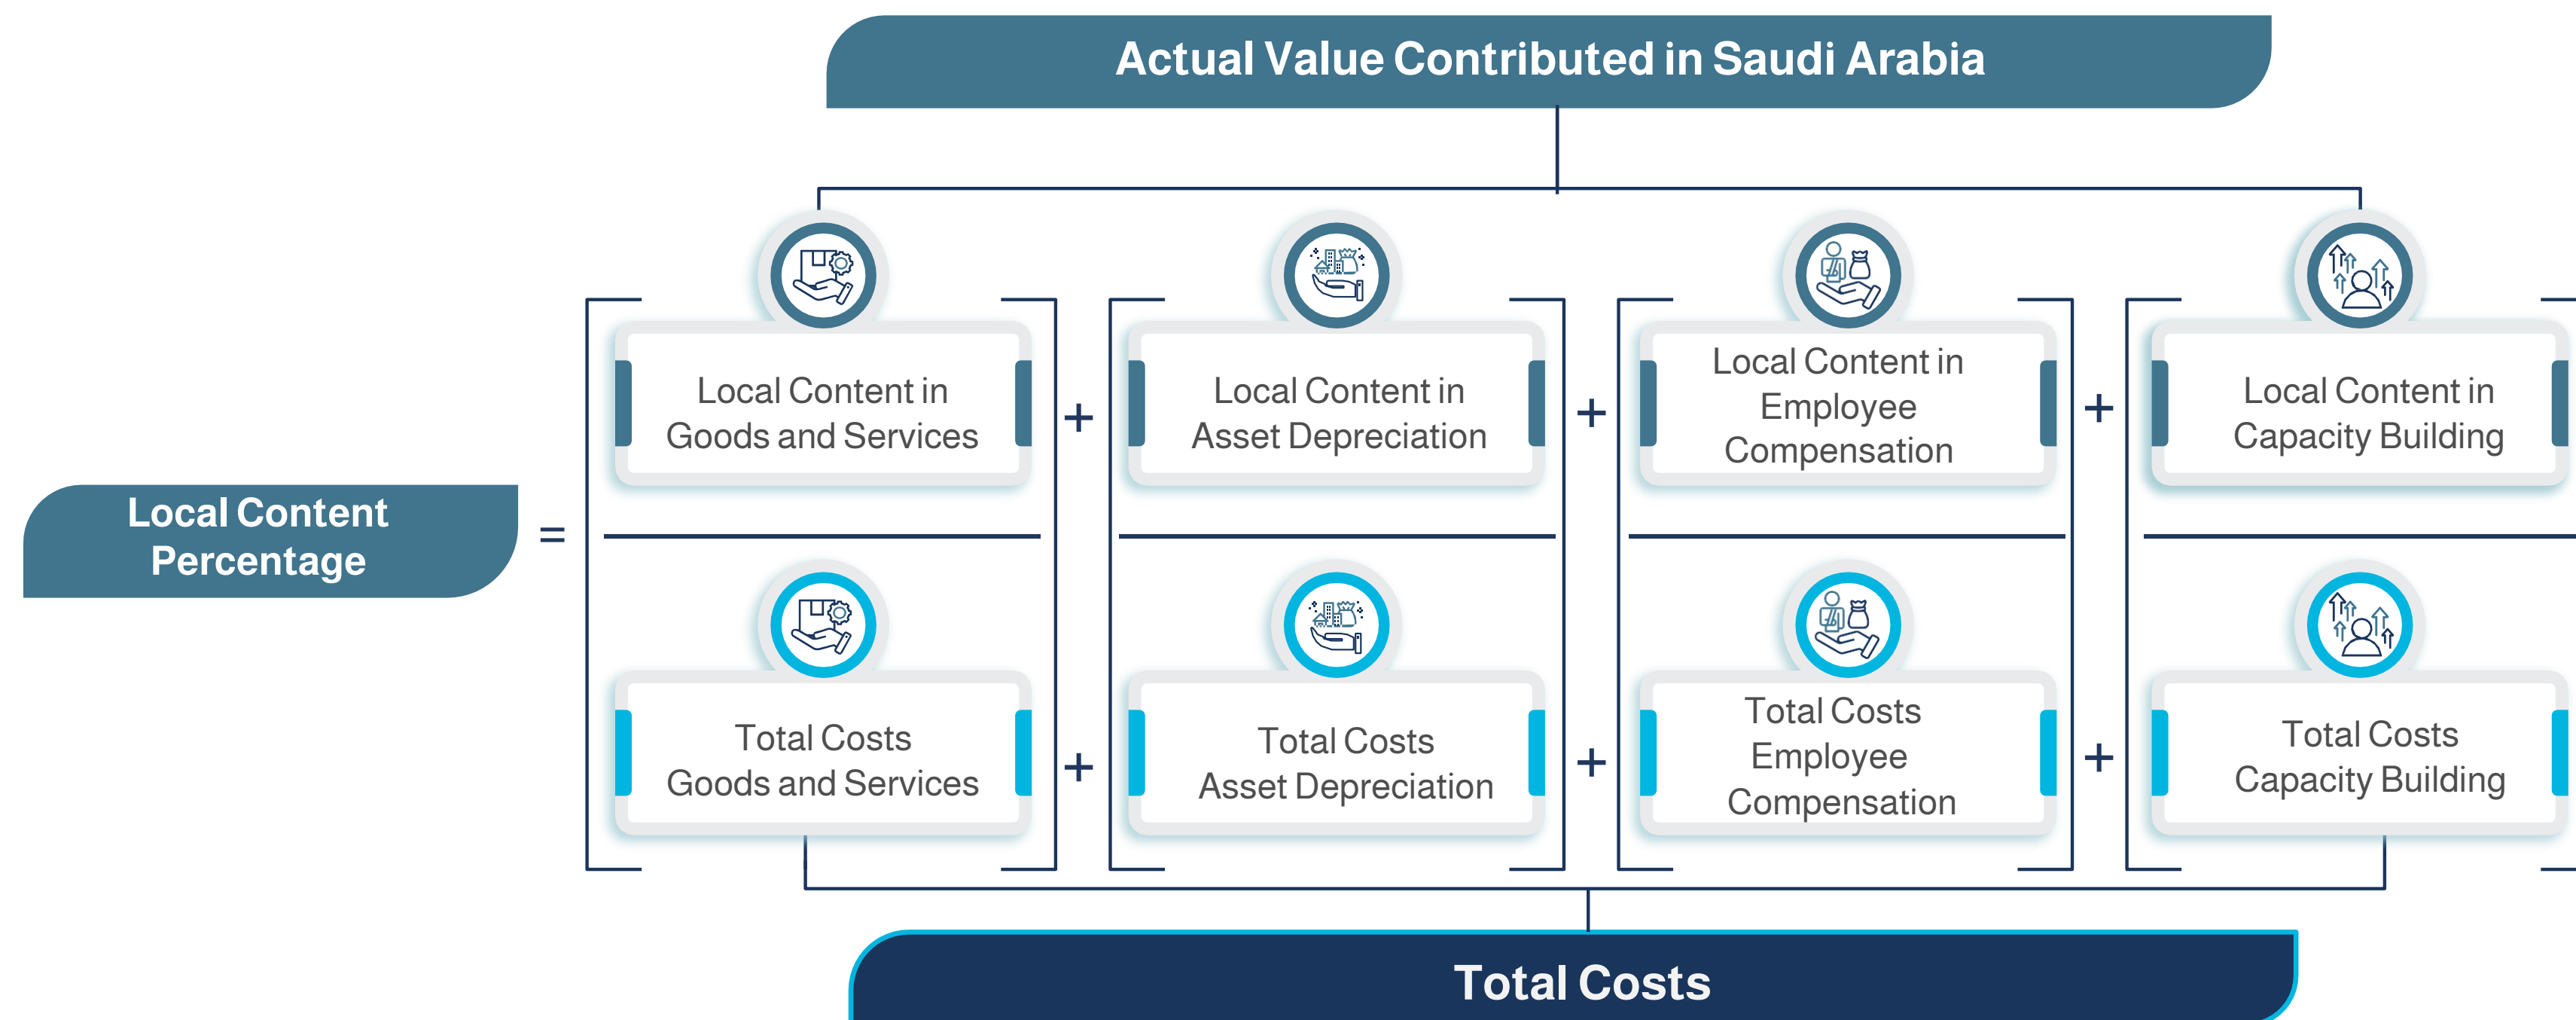 Actual Value Contributed in Saudi Arabia
Local Content in
Goods and Services
+
Local Content in
Asset Depreciation
+
Local Content in
Employee
Compensation
+
Local Content in
Capacity Building
Local Content
Percentage
=
Total Costs
Goods and Services
+
Total Costs
Asset Depreciation
+
Total Costs
Employee
Compensation
+
Total Costs
Capacity Building
Total Costs